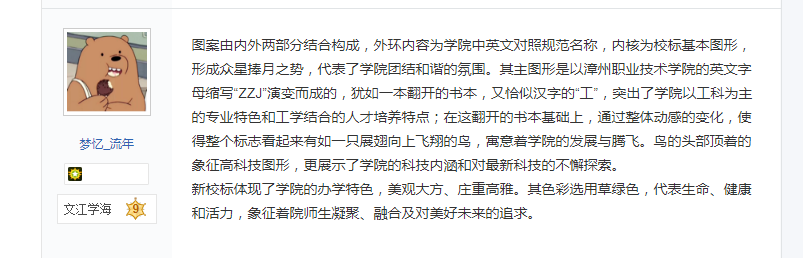 图案由内外两部分结合构成，外环内容为学院中英文对照规范名称，内核为校标基本图形，
形成众星捧月之势，代表了学院团结和谐的氛围。其主图形是以漳州职业技术学院的英文字
母缩写“ZZJ”演变而成的，犹如一本翻开的书本，又恰似汉字的“工”，突出了学院以工科为主
的专业特色和工学结合的人才培养特点；在这翻开的书本基础上，通过整体动感的变化，使
得整个标志看起来有如一只展翅向上飞翔的鸟，寓意着学院的发展与腾飞。鸟的头部顶着的
象征高科技图形，更展示了学院的科技内涵和对最新科技的不懈探索。
新校标体现了学院的办学特色，美观大方、庄重高雅。其色彩选用草绿色，代表生命、健康
和活力，象征着院师生凝聚、融合及对美好未来的追求。
梦忆_流年
文江学海 9